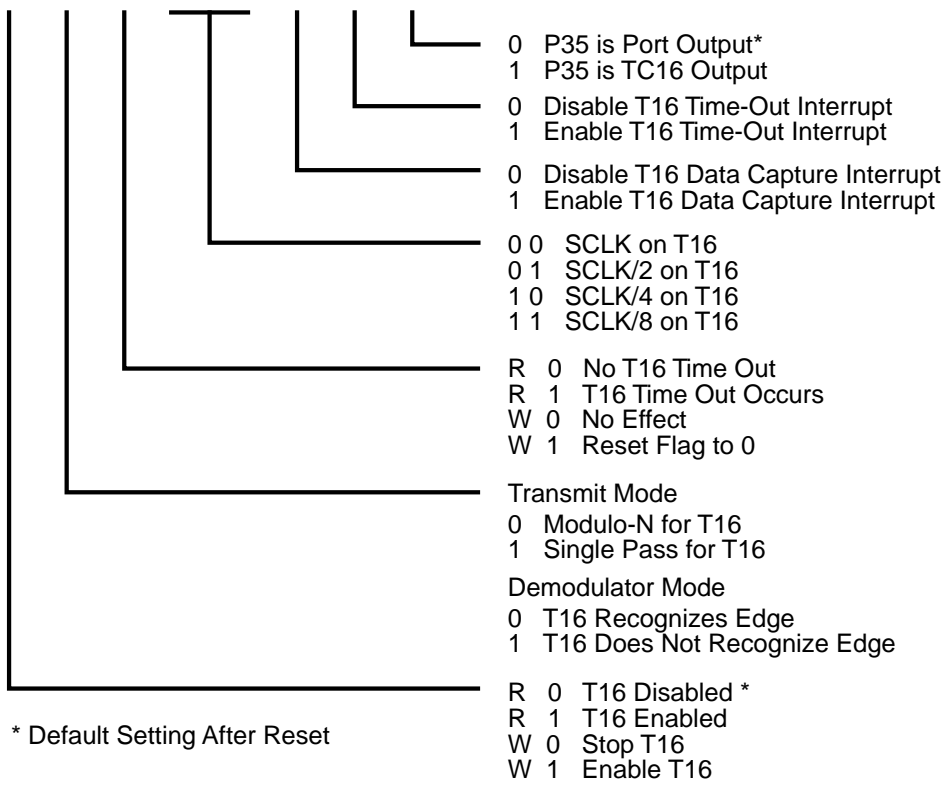 0 P35 is Port Output*
1 P35 is TC16 Output
0 Disable T16 Time-Out Interrupt
1 Enable T16 Time-Out Interrupt
0 Disable T16 Data Capture Interrupt
1 Enable T16 Data Capture Interrupt
0 0 SCLK on T16
0 1 SCLK/2 on T16
1 0 SCLK/4 on T16
1 1 SCLK/8 on T16
R 0 No T16 Time Out
R 1 T16 Time Out Occurs
W 0 No Effect
W 1 Reset Flag to 0
Transmit Mode
0 Modulo-N for T16
1 Single Pass for T16
Demodulator Mode
0 T16 Recognizes Edge
1 T16 Does Not Recognize Edge
R 0 T16 Disabled *
R 1 T16 Enabled
W 0 Stop T16
W 1 Enable T16
* Default Setting After Reset